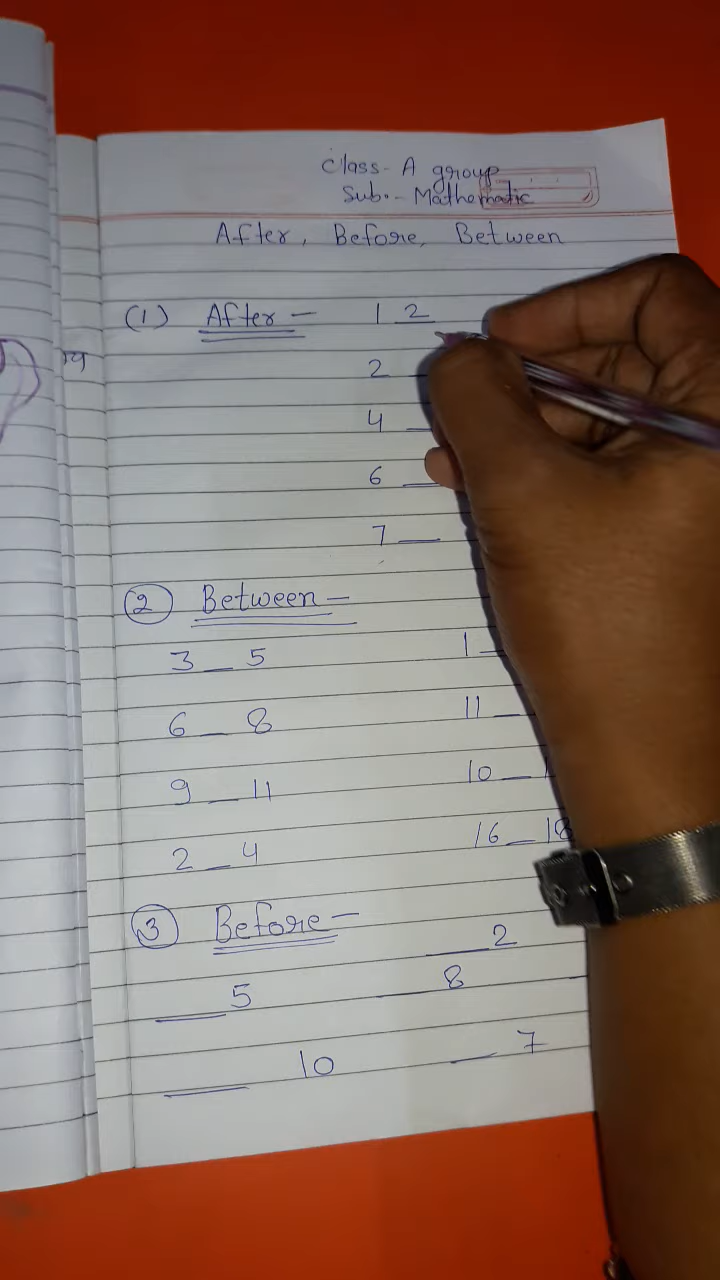 Class- A group
Sub.- Mathematic
After, Before, Between
(1) After - 1 2
2
4 _
6 _
7 _
2 Between -
3 _ 5 1 _
6 _ 8 11 _
9 _ 11 10 _ 1
2 _ 4 16 _ 18
3 Before -
_ 2
_ 5 _ 8
_ 10 _ 7